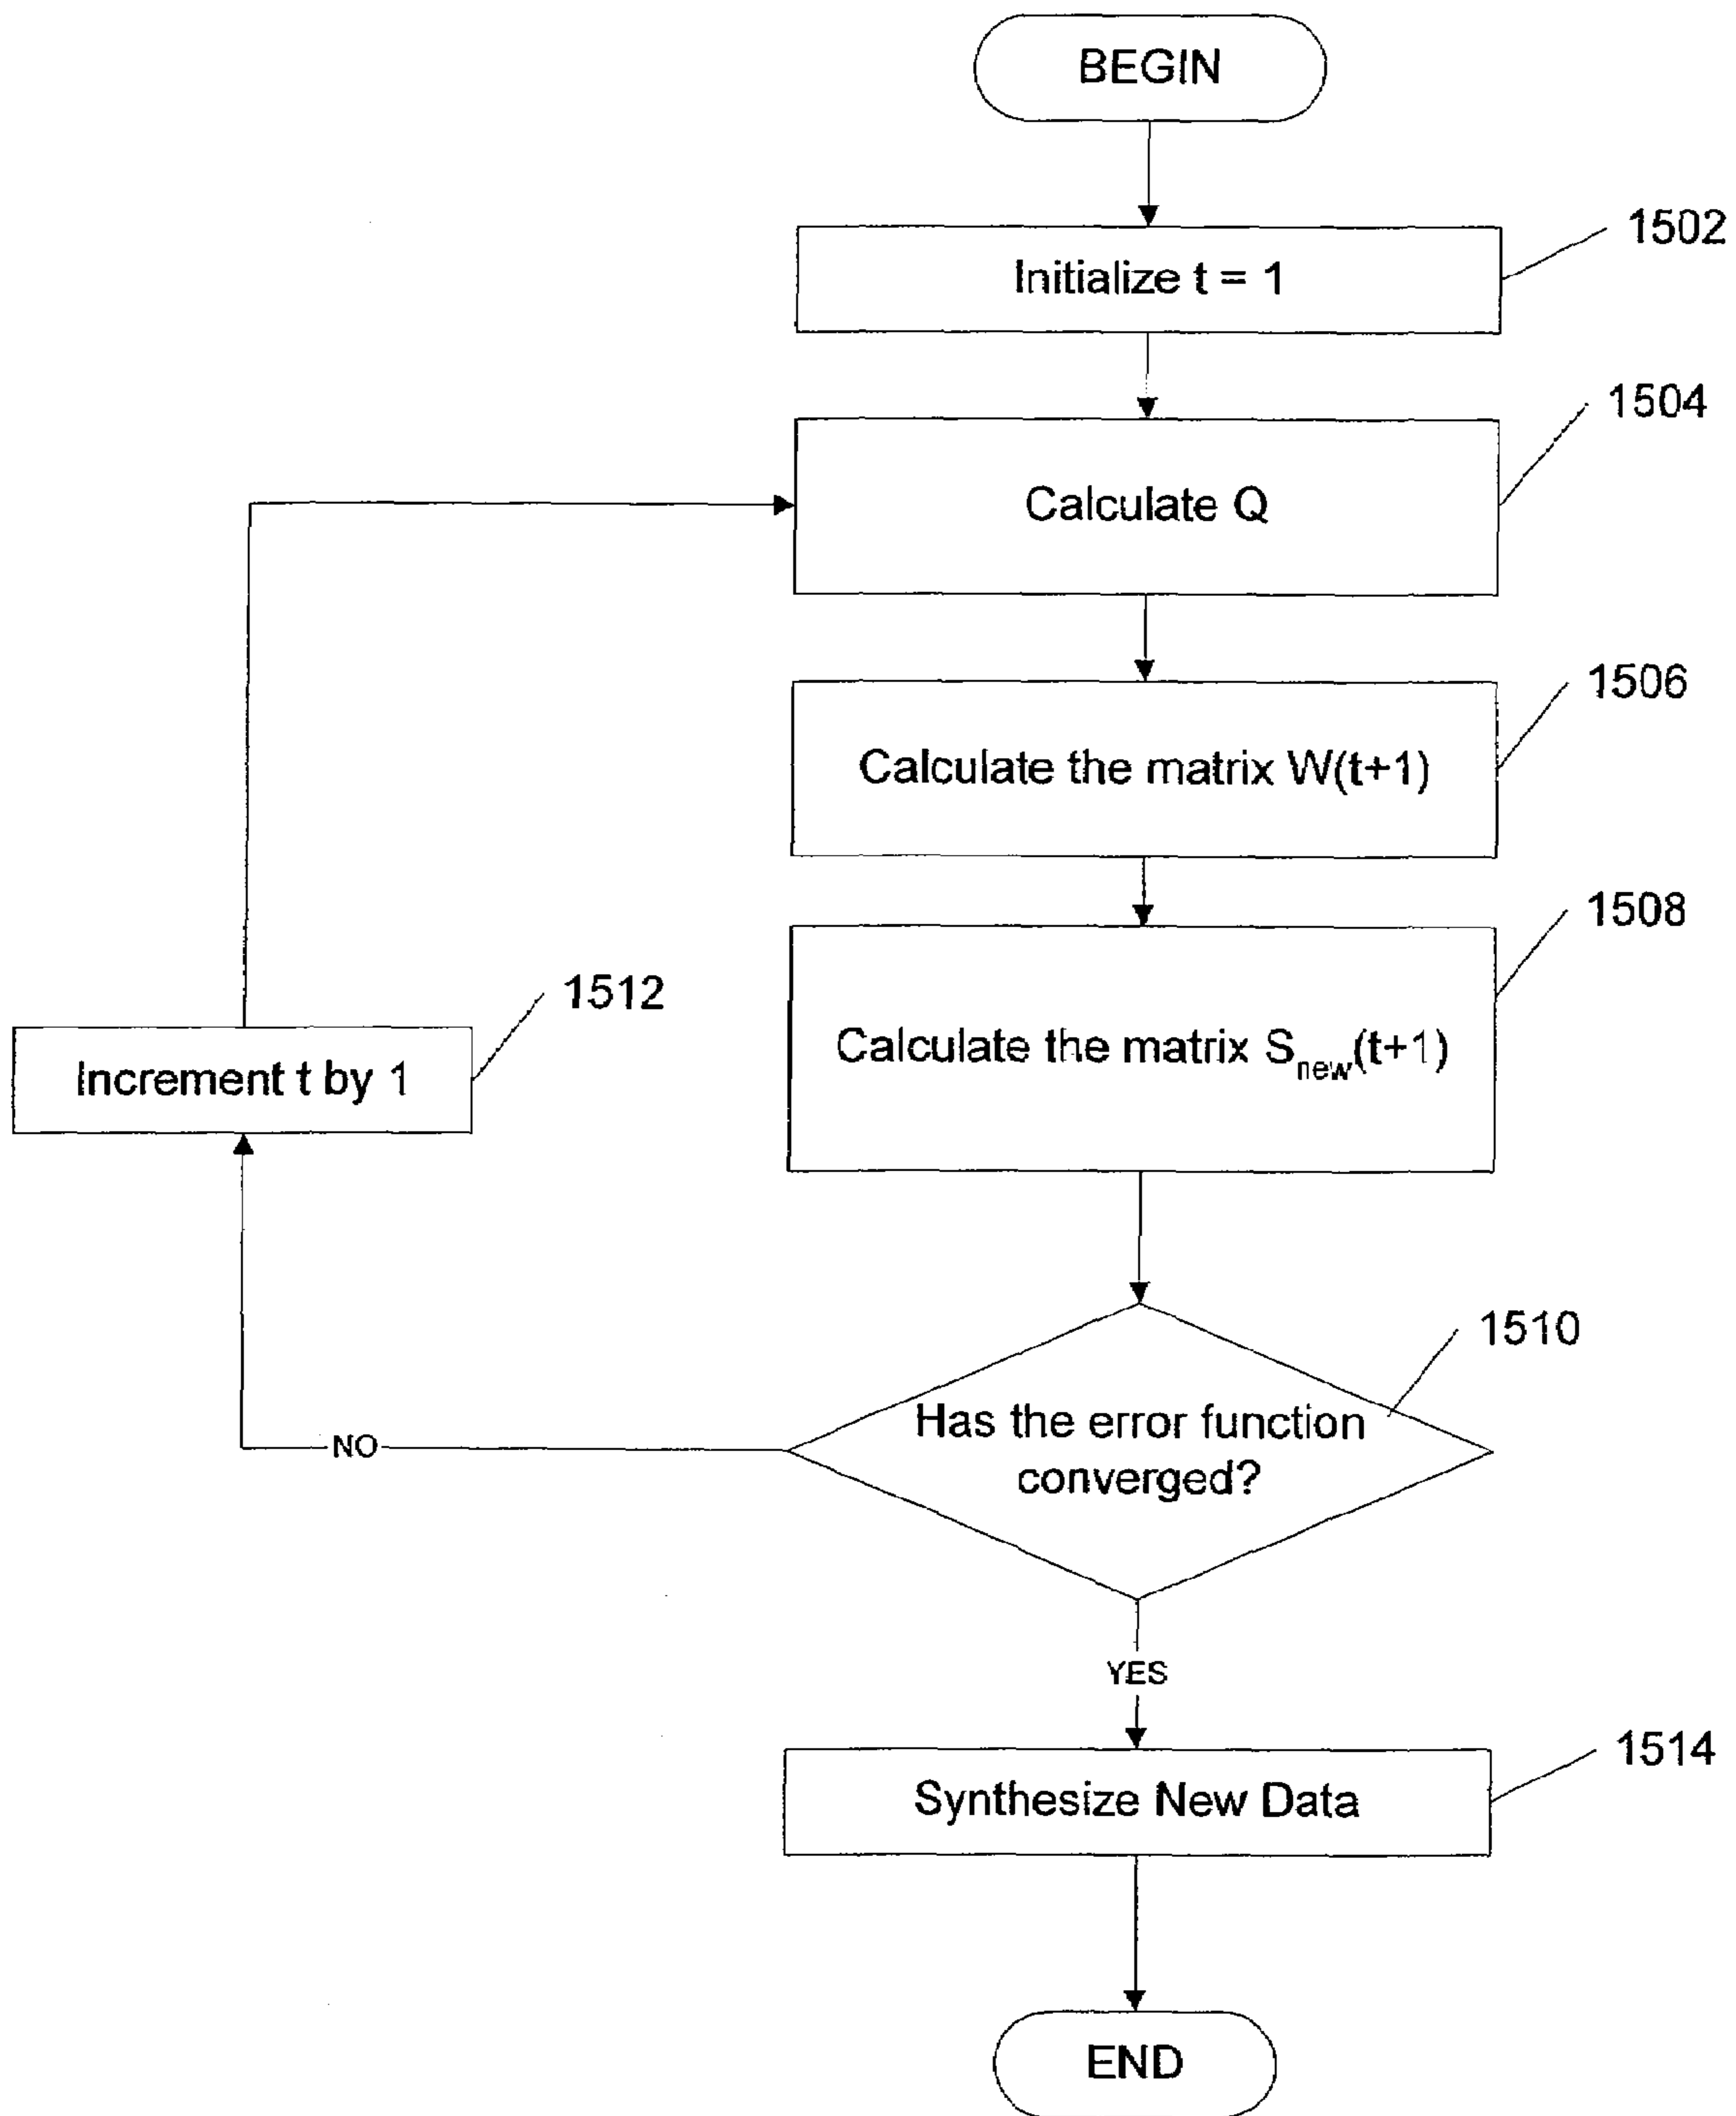 BEGIN
1502
Initialize t = 1
1504
Calculate Q
1506
Calculate the matrix W(t+1)
1508
Calculate the matrix S_new(t+1)
1512
Increment t by 1
1510
Has the error function
converged?
NO
YES
1514
Synthesize New Data
END